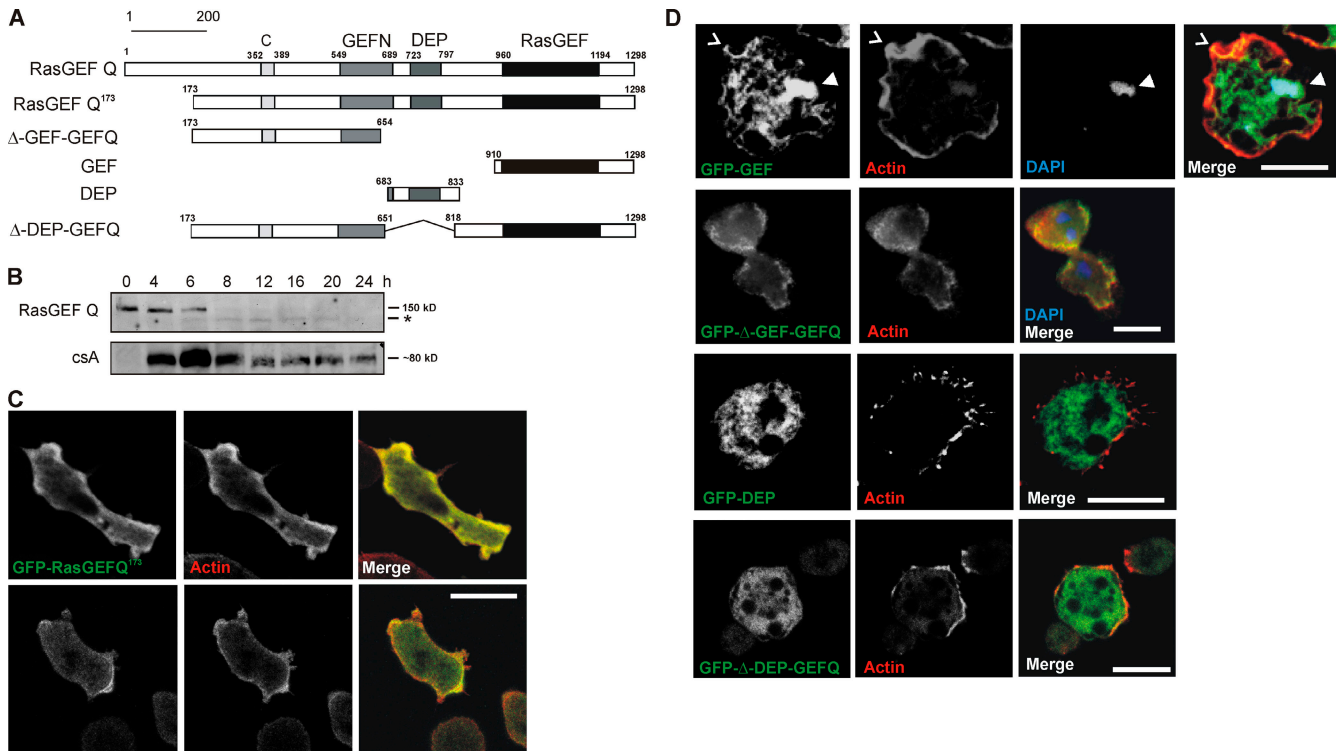 A
1 200
C GEFN DEP RasGEF
1 352 389 549 689 723 797 960 1194 1298
RasGEF Q
173 1298
RasGEF Q¹⁷³
173 654
Δ-GEF-GEFQ
910 1298
GEF
683 833
DEP
173 651 818 1298
Δ-DEP-GEFQ
B
0 4 6 8 12 16 20 24 h
RasGEF Q 150 kD
*
csA ~80 kD
C
GFP-RasGEFQ¹⁷³ Actin Merge
D
GFP-GEF Actin DAPI Merge
DAPI
GFP-Δ-GEF-GEFQ Actin Merge
GFP-DEP Actin Merge
GFP-Δ-DEP-GEFQ Actin Merge